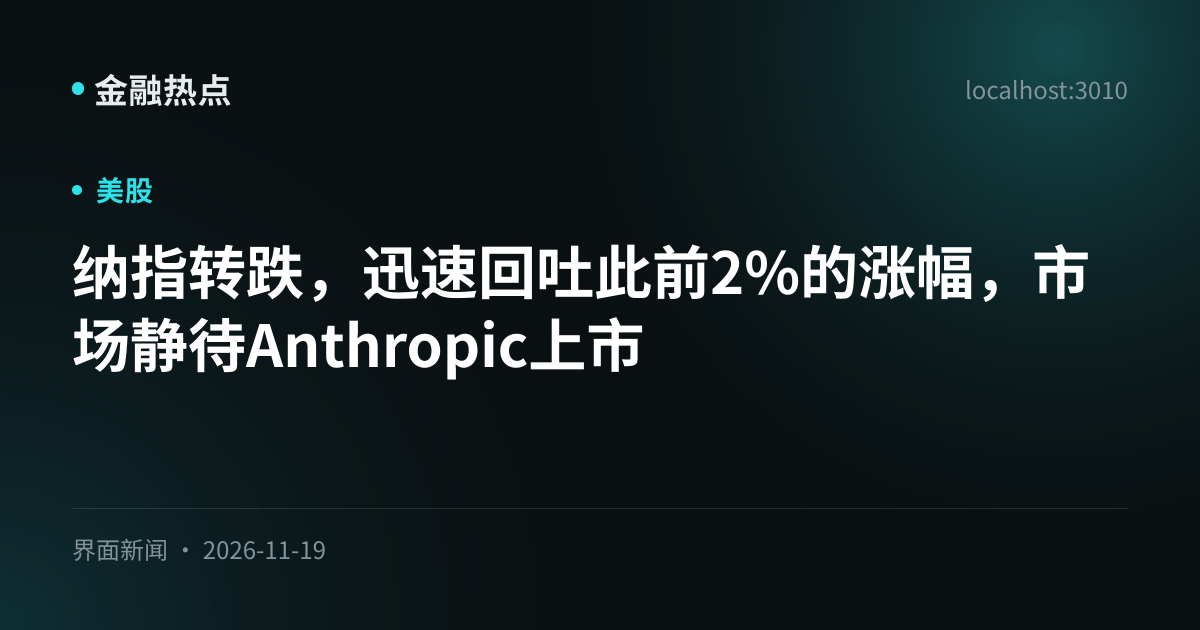 金融热点
localhost:3010
美股
纳指转跌，迅速回吐此前2%的涨幅，市
场静待Anthropic上市
界面新闻 · 2026-11-19